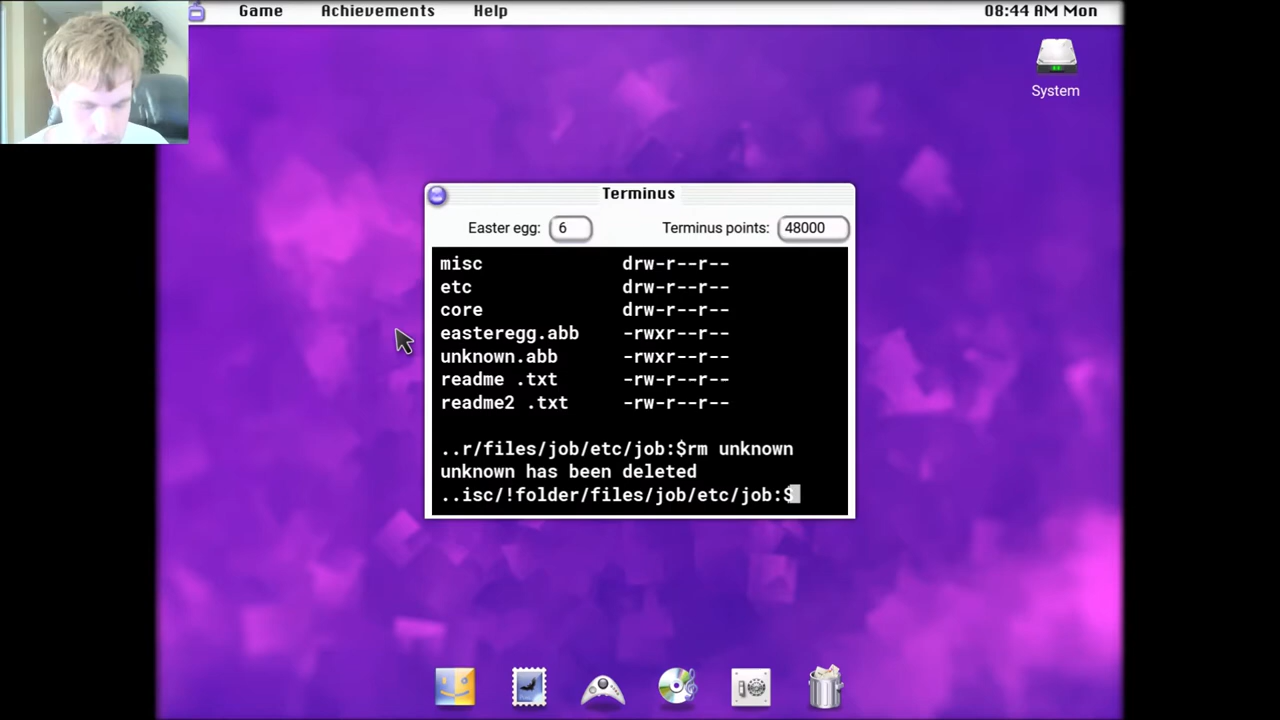 Game Achievements Help 08:44 AM Mon
System
Terminus
Easter egg: 6 Terminus points: 48000
misc drw-r--r--
etc drw-r--r--
core drw-r--r--
easteregg.abb -rwxr--r--
unknown.abb -rwxr--r--
readme .txt -rw-r--r--
readme2 .txt -rw-r--r--
..r/files/job/etc/job:$rm unknown
unknown has been deleted
..isc/!folder/files/job/etc/job:$